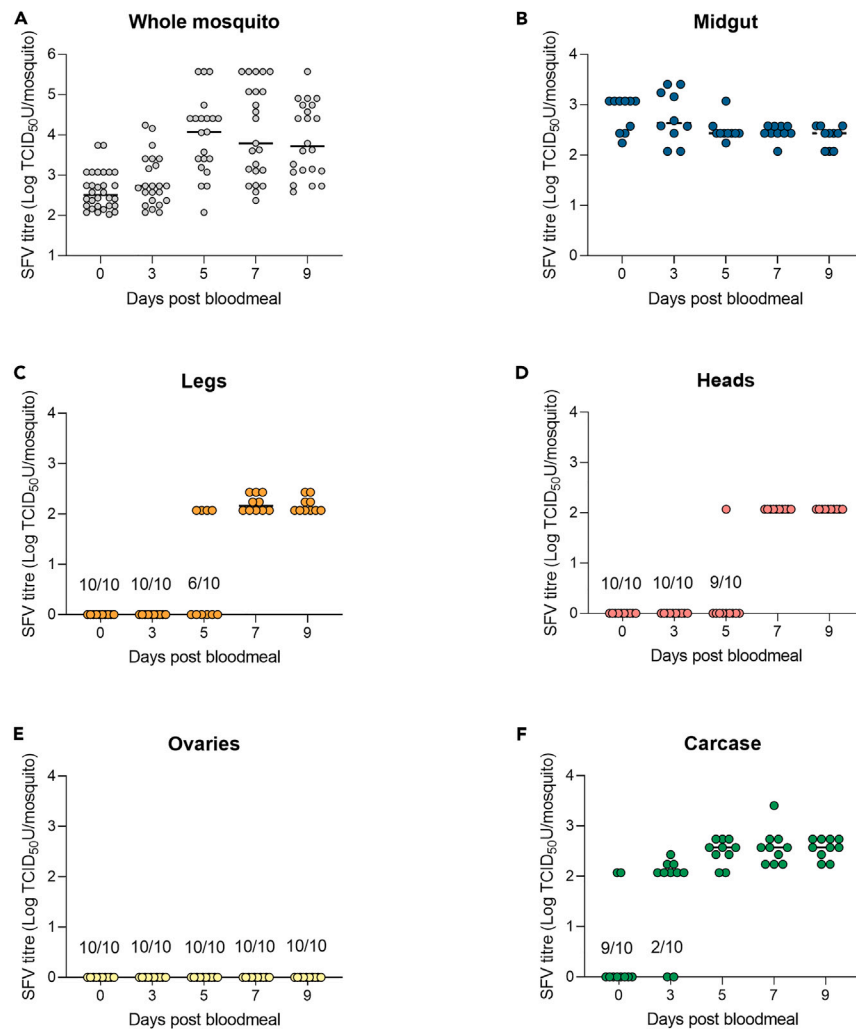 A
Whole mosquito
SFV titre (Log TCID50U/mosquito)
6
5
4
3
2
1
0 3 5 7 9
Days post bloodmeal
B
Midgut
SFV titre (Log TCID50U/mosquito)
4
3
2
1
0
0 3 5 7 9
Days post bloodmeal
C
Legs
SFV titre (Log TCID50U/mosquito)
4
3
2
1
0
10/10 10/10 6/10
0 3 5 7 9
Days post bloodmeal
D
Heads
SFV titre (Log TCID50U/mosquito)
4
3
2
1
0
10/10 10/10 9/10
0 3 5 7 9
Days post bloodmeal
E
Ovaries
SFV titre (Log TCID50U/mosquito)
4
3
2
1
0
10/10 10/10 10/10 10/10 10/10
0 3 5 7 9
Days post bloodmeal
F
Carcase
SFV titre (Log TCID50U/mosquito)
4
3
2
1
0
9/10 2/10
0 3 5 7 9
Days post bloodmeal